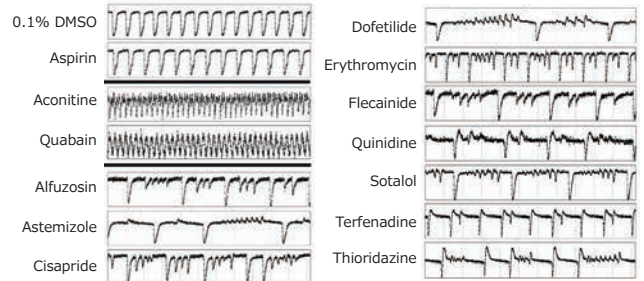 0.1% DMSO
Aspirin
Aconitine
Quabain
Alfuzosin
Astemizole
Cisapride
Dofetilide
Erythromycin
Flecainide
Quinidine
Sotalol
Terfenadine
Thioridazine